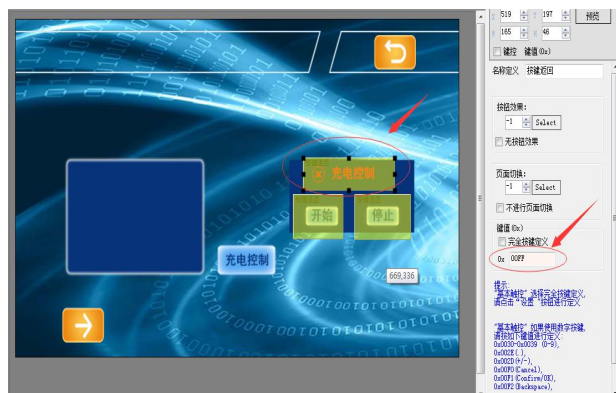 519 197 预览
165 46
键控 键值(0x)
名称定义 按键返回
按钮效果:
-1 Select
无按钮效果
充电控制
页面切换:
-1 Select
开始 停止
不进行页面切换
键值(0x)
完全按键定义
充电控制
0x 00FF
669,336
提示:
"基本触控"选择完全按键定义,
请点击"设置"按钮进行定义
"基本触控"如果使用数字按键,
请按如下键值进行定义:
0x0030-0x0039 (0-9),
0x002E(.),
0x002D(+/-),
0x00F0(Cancel),
0x00F1(Confirm/OK),
0x00F2(Backspace),